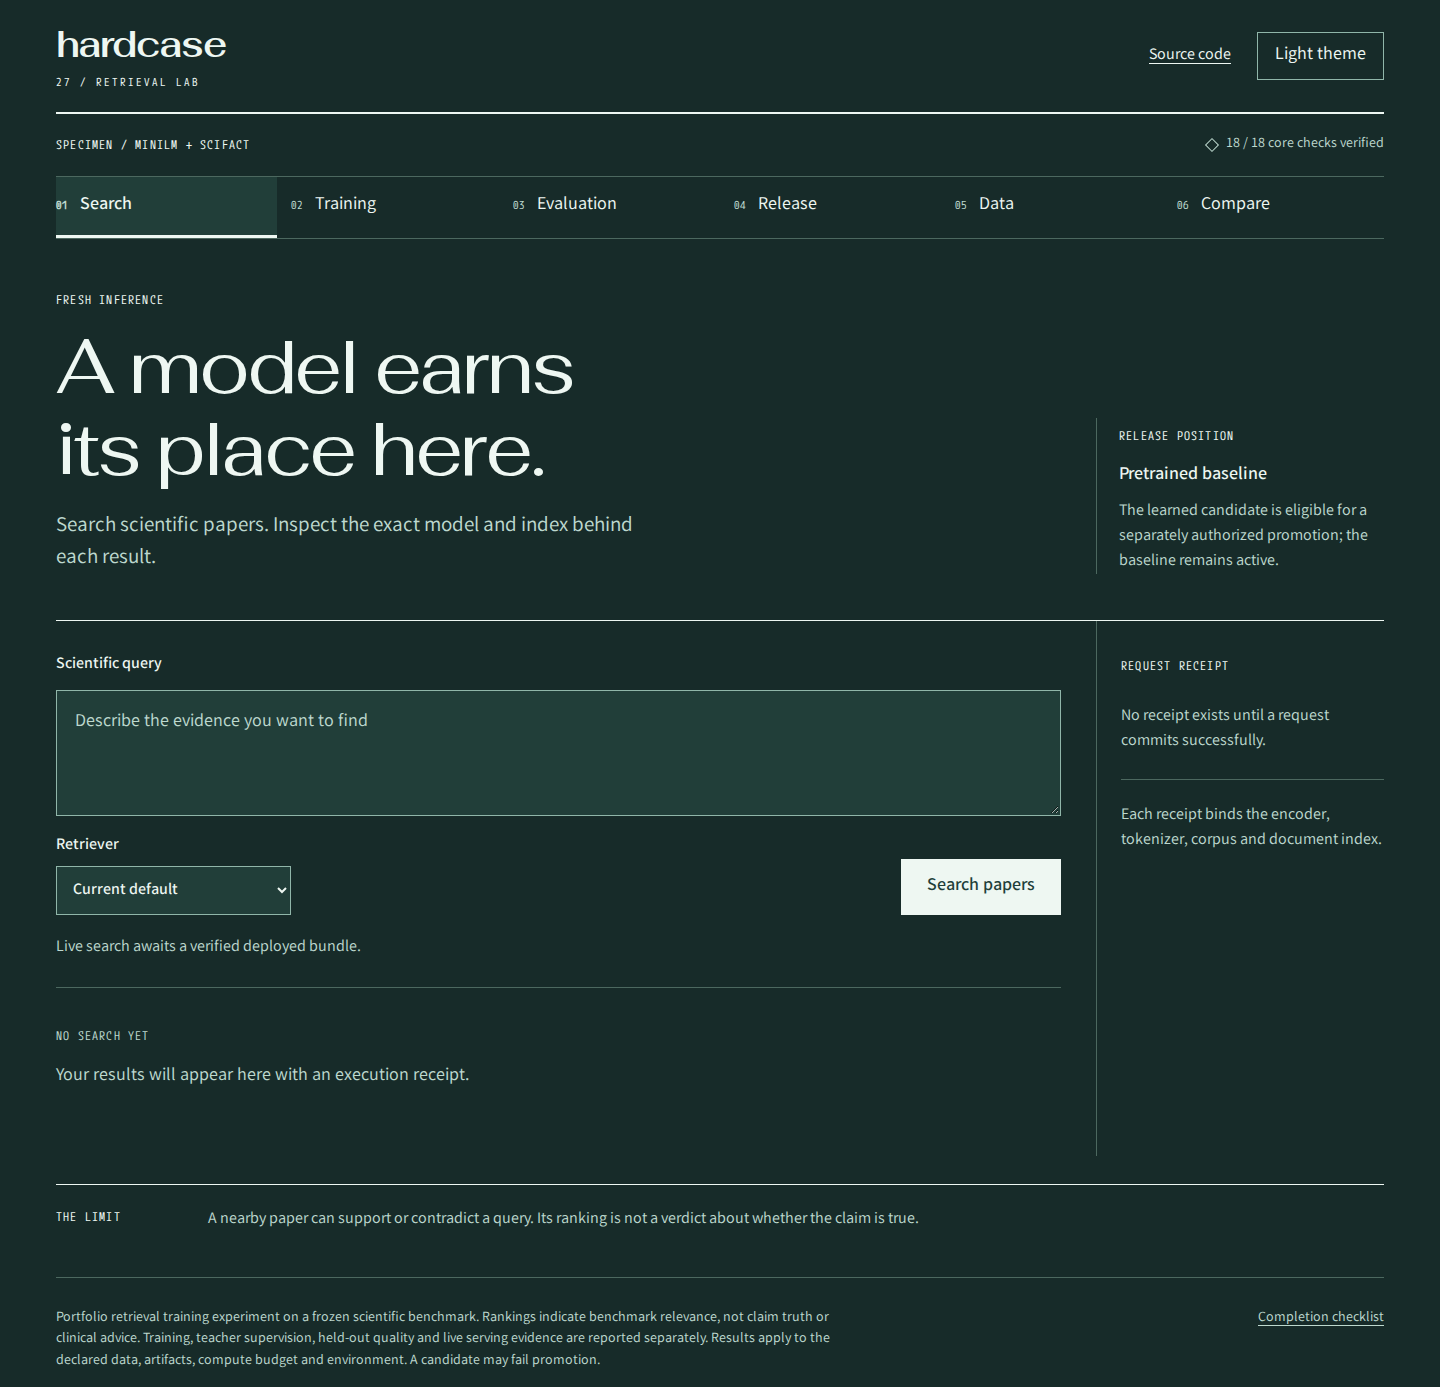 hardcase
27 / RETRIEVAL LAB
Source code
Light theme
SPECIMEN / MINILM + SCIFACT
18 / 18 core checks verified
01 Search
02 Training
03 Evaluation
04 Release
05 Data
06 Compare
FRESH INFERENCE
A model earns
its place here.
Search scientific papers. Inspect the exact model and index behind
each result.
RELEASE POSITION
Pretrained baseline
The learned candidate is eligible for a
separately authorized promotion; the
baseline remains active.
Scientific query
Describe the evidence you want to find
Retriever
Current default
Search papers
Live search awaits a verified deployed bundle.
NO SEARCH YET
Your results will appear here with an execution receipt.
REQUEST RECEIPT
No receipt exists until a request
commits successfully.
Each receipt binds the encoder,
tokenizer, corpus and document index.
THE LIMIT
A nearby paper can support or contradict a query. Its ranking is not a verdict about whether the claim is true.
Portfolio retrieval training experiment on a frozen scientific benchmark. Rankings indicate benchmark relevance, not claim truth or
clinical advice. Training, teacher supervision, held-out quality and live serving evidence are reported separately. Results apply to the
declared data, artifacts, compute budget and environment. A candidate may fail promotion.
Completion checklist